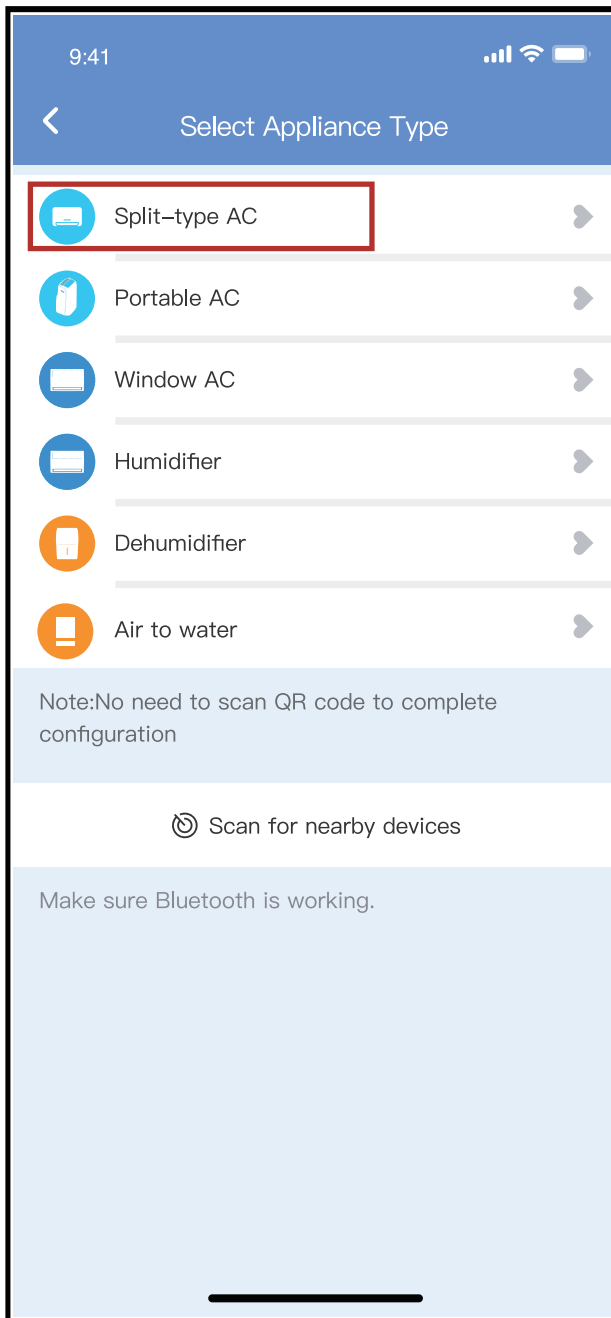 9:41
Select Appliance Type
Split-type AC
Portable AC
Window AC
Humidifier
Dehumidifier
Air to water
Note:No need to scan QR code to complete
configuration
Scan for nearby devices
Make sure Bluetooth is working.